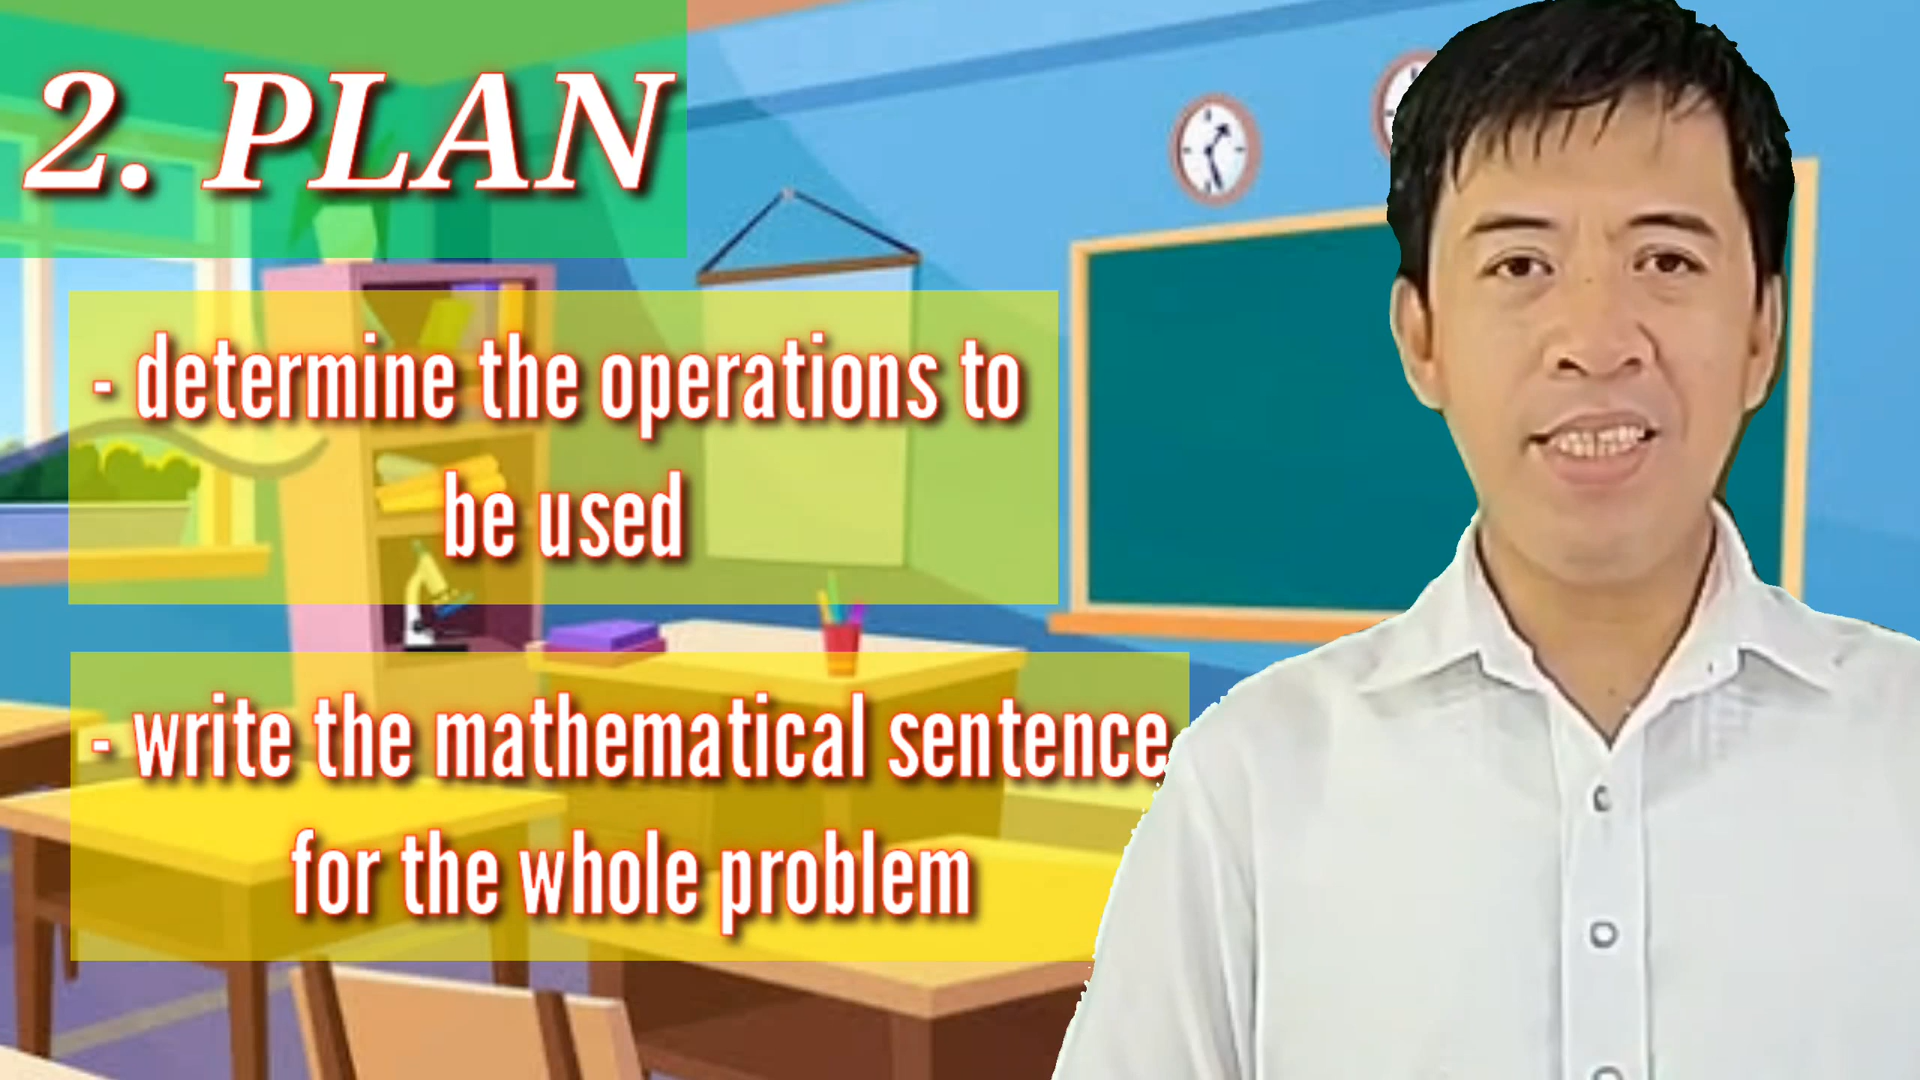 2. PLAN
- determine the operations to
be used
- write the mathematical sentence
for the whole problem